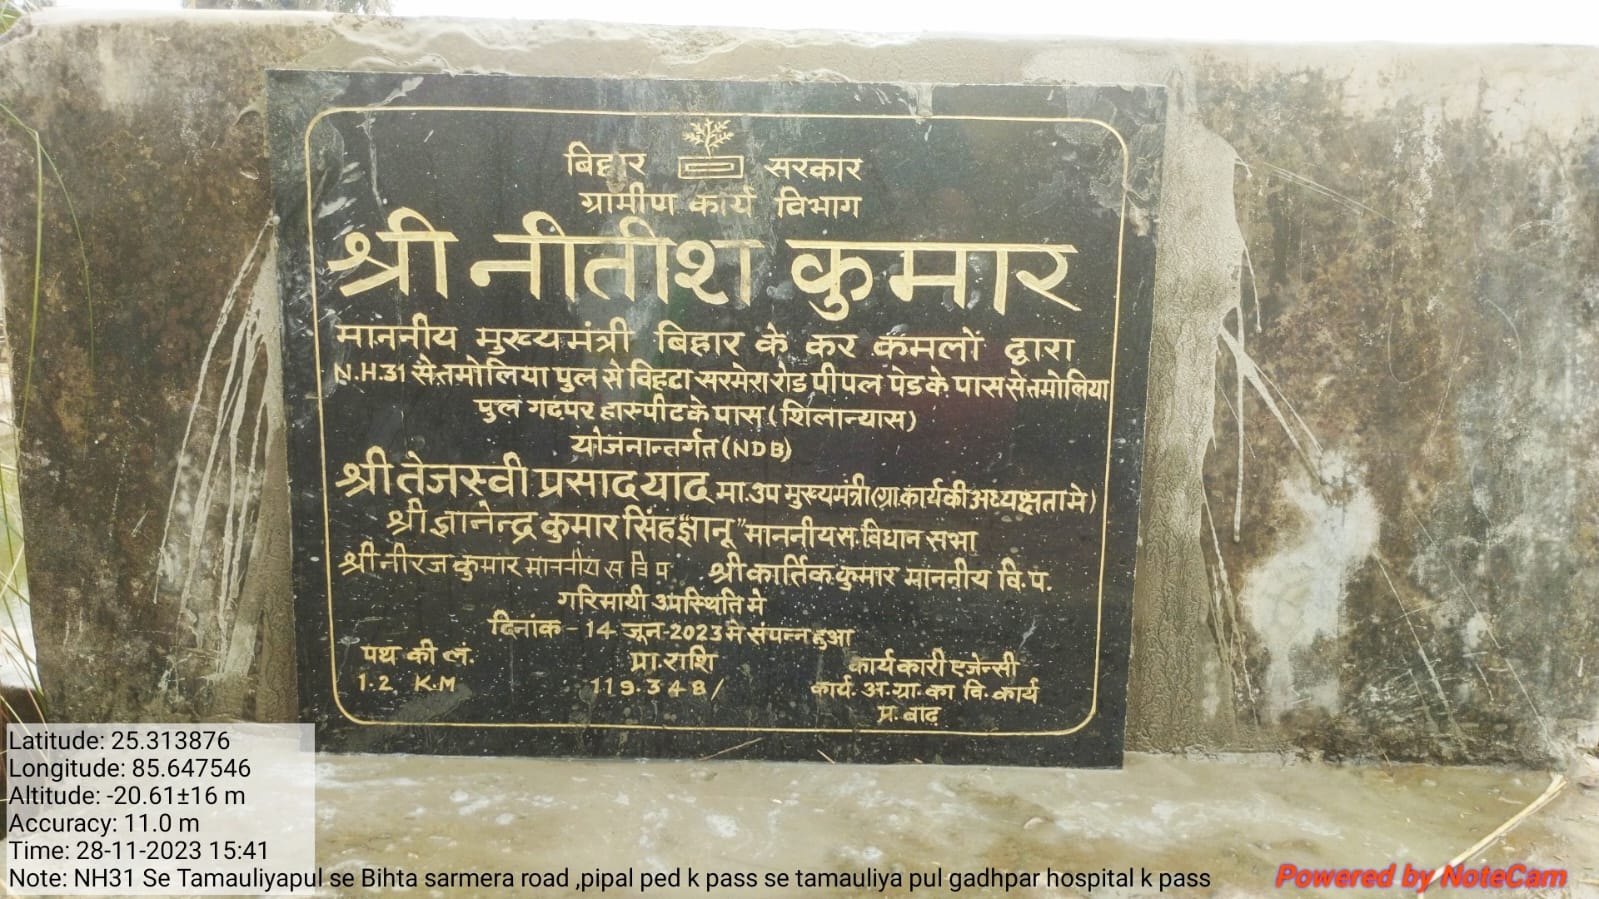 बिहार सरकार
ग्रामीण कार्य विभाग
श्री नीतीश कुमार
माननीय मुख्यमंत्री बिहार के कर कमलों द्वारा
N.H.31 से तमोलिया पुल से विहटा सरमेरा रोड पीपल पेड के पास से तमोलिया
पुल गदपर हास्पीट के पास (शिलान्यास)
योजनान्तर्गत (NDB)
श्री तेजस्वी प्रसाद याद मा.उप मुख्यमंत्री (ग्रा.कार्य की अध्यक्षता मे)
श्री ज्ञानेन्द्र कुमार सिंह "ज्ञानू" माननीय स. विधान सभा
श्री नीरज कुमार माननीय स वि प श्री कार्तिक कुमार माननीय वि.प.
गरिमायी उपस्थिति मे
दिनांक - 14 जून-2023 मे संपन्न हुआ
पथ की लं. प्रा.राशि कार्यकारी एजेन्सी
1.2 K.M 119.348/ कार्य. अ.ग्रा.का वि. कार्य
प्र. बाढ़
Latitude: 25.313876
Longitude: 85.647546
Altitude: -20.61±16 m
Accuracy: 11.0 m
Time: 28-11-2023 15:41
Note: NH31 Se Tamauliyapul se Bihta sarmera road ,pipal ped k pass se tamauliya pul gadhpar hospital k pass
Powered by NoteCam